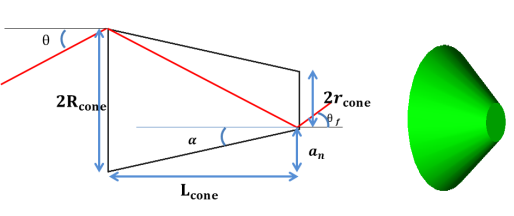 θ
2R_cone
2r_cone
θ_f
α
a_n
L_cone